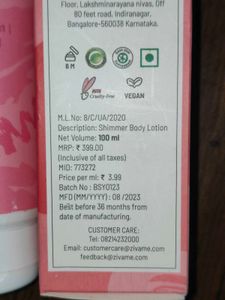 Floor, Lakshminarayana nivas, Off
80 feet road, Indiranagar,
Bangalore-560038 Karnataka.
6 M
Cruelty-Free
VEGAN
M.L.No: 8/C/UA/2020
Description: Shimmer Body Lotion
Net Volume: 100 ml
MRP: ₹ 399.00
(Inclusive of all taxes)
MID: 773272
Price per ml: ₹ 3.99
Batch No : BSY0123
MFD (MM/YYYY) : 08 /2023
Best before 36 months from
date of manufacturing.
CUSTOMER CARE:
Tel: 08214232000
Email: customercare@zivame.com
feedback@zivame.com